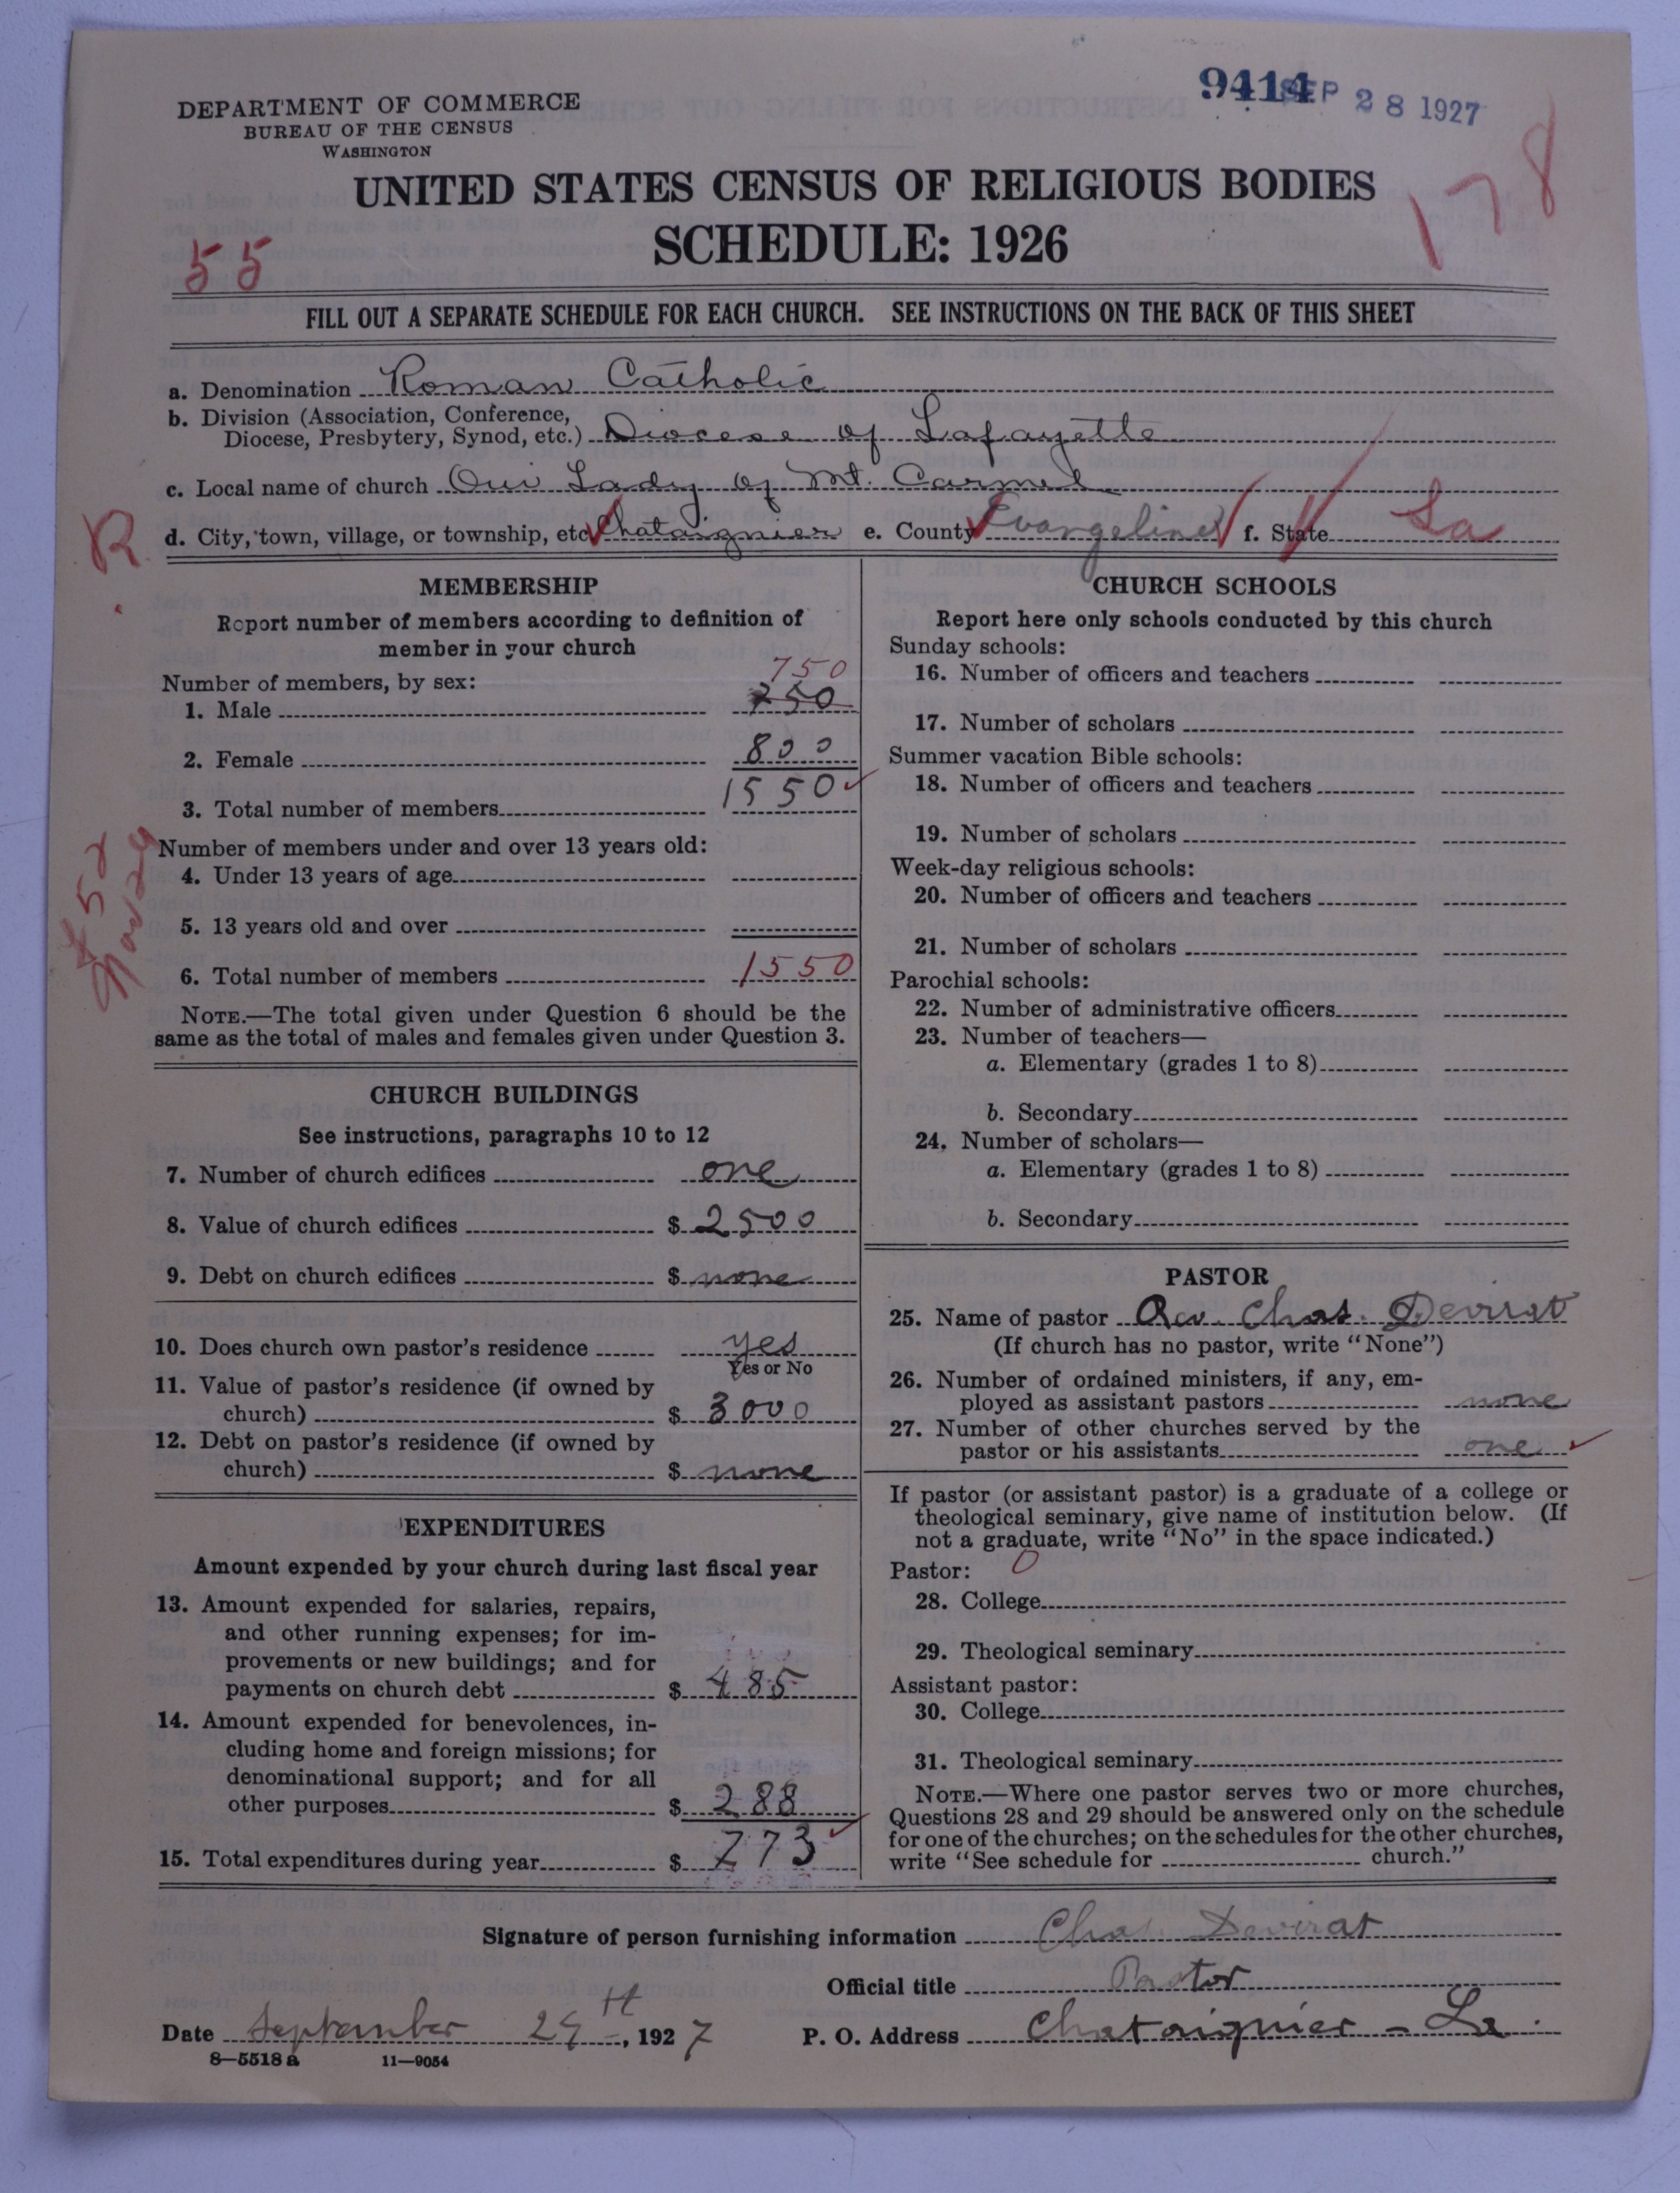 9414 SEP 28 1927
DEPARTMENT OF COMMERCE
BUREAU OF THE CENSUS
WASHINGTON
UNITED STATES CENSUS OF RELIGIOUS BODIES
178
SCHEDULE: 1926
55
FILL OUT A SEPARATE SCHEDULE FOR EACH CHURCH. SEE INSTRUCTIONS ON THE BACK OF THIS SHEET
a. Denomination Roman Catholic
b. Division (Association, Conference,
Diocese, Presbytery, Synod, etc.) Diocese of Lafayette
c. Local name of church Our Lady of Mt. Carmel
R
d. City, town, village, or township, etc. Chataignier e. County Evangeline f. State La
MEMBERSHIP
Report number of members according to definition of
member in your church
750
Number of members, by sex:
1. Male 750
2. Female 800
3. Total number of members 1550
Number of members under and over 13 years old:
4. Under 13 years of age
5. 13 years old and over
6. Total number of members 1550
NOTE.—The total given under Question 6 should be the
same as the total of males and females given under Question 3.
CHURCH BUILDINGS
See instructions, paragraphs 10 to 12
7. Number of church edifices one
8. Value of church edifices $ 2500
9. Debt on church edifices $ none
10. Does church own pastor's residence yes
Yes or No
11. Value of pastor's residence (if owned by
church) $ 3000
12. Debt on pastor's residence (if owned by
church) $ none
EXPENDITURES
Amount expended by your church during last fiscal year
13. Amount expended for salaries, repairs,
and other running expenses; for im-
provements or new buildings; and for
payments on church debt $ 485
14. Amount expended for benevolences, in-
cluding home and foreign missions; for
denominational support; and for all
other purposes $ 288
15. Total expenditures during year $ 773
CHURCH SCHOOLS
Report here only schools conducted by this church
Sunday schools:
16. Number of officers and teachers
17. Number of scholars
Summer vacation Bible schools:
18. Number of officers and teachers
19. Number of scholars
Week-day religious schools:
20. Number of officers and teachers
21. Number of scholars
Parochial schools:
22. Number of administrative officers
23. Number of teachers—
a. Elementary (grades 1 to 8)
b. Secondary
24. Number of scholars—
a. Elementary (grades 1 to 8)
b. Secondary
PASTOR
25. Name of pastor Rev. Chas. Devirat
(If church has no pastor, write "None")
26. Number of ordained ministers, if any, em-
ployed as assistant pastors none
27. Number of other churches served by the
pastor or his assistants one
If pastor (or assistant pastor) is a graduate of a college or
theological seminary, give name of institution below. (If
not a graduate, write "No" in the space indicated.)
Pastor: 0
28. College
29. Theological seminary
Assistant pastor:
30. College
31. Theological seminary
NOTE.—Where one pastor serves two or more churches,
Questions 28 and 29 should be answered only on the schedule
for one of the churches; on the schedules for the other churches,
write "See schedule for church."
Signature of person furnishing information Chas. Devirat
Official title Pastor
Date September th, 1927 P. O. Address Chataignier - La.
8—5518 a 11—9054